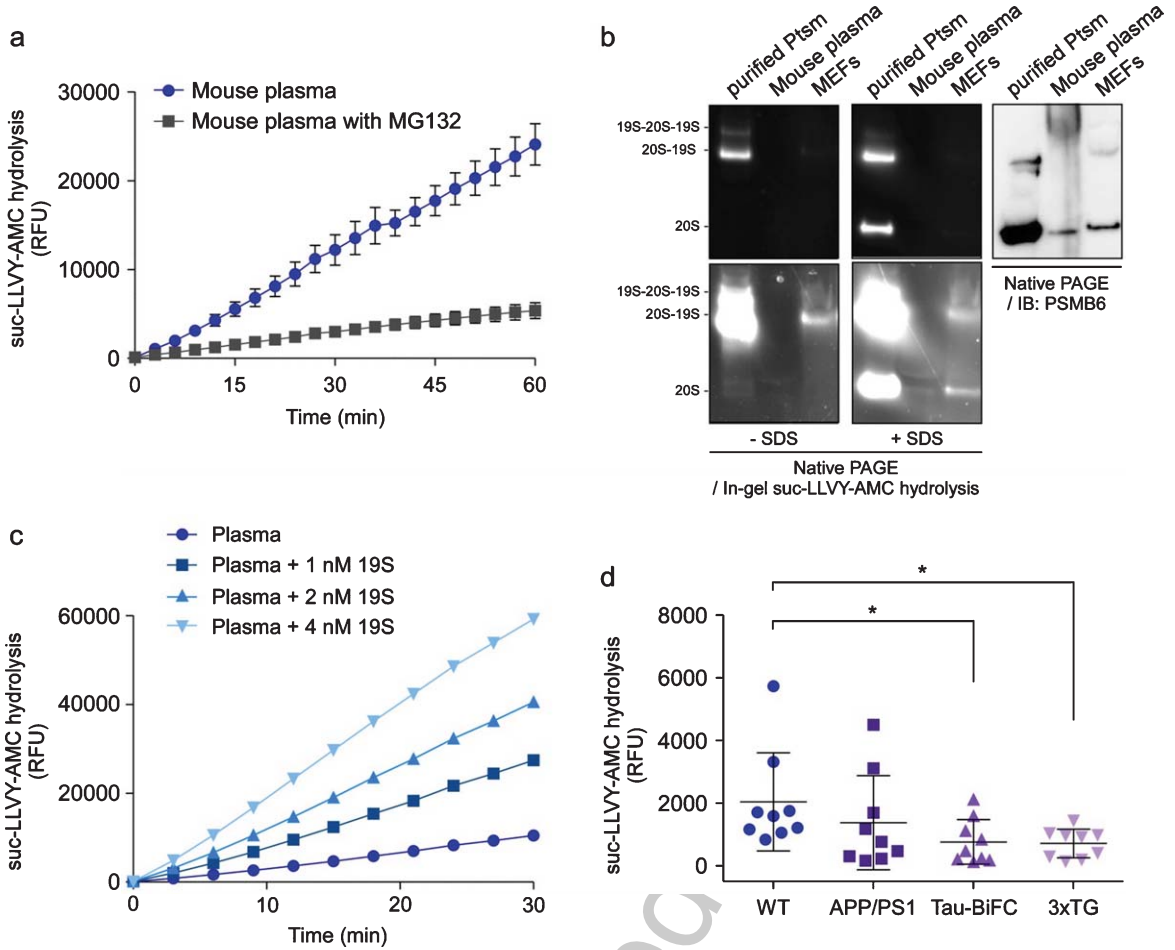 a
30000
20000
10000
0
suc-LLVY-AMC hydrolysis
(RFU)
Mouse plasma
Mouse plasma with MG132
0 15 30 45 60
Time (min)
b
purified Ptsm
Mouse plasma
MEFs
purified Ptsm
Mouse plasma
MEFs
purified Ptsm
Mouse plasma
MEFs
19S-20S-19S
20S-19S
20S
19S-20S-19S
20S-19S
20S
- SDS
+ SDS
Native PAGE
/ In-gel suc-LLVY-AMC hydrolysis
Native PAGE
/ IB: PSMB6
c
Plasma
Plasma + 1 nM 19S
Plasma + 2 nM 19S
Plasma + 4 nM 19S
60000
40000
20000
0
suc-LLVY-AMC hydrolysis
(RFU)
0 10 20 30
Time (min)
d
*
*
8000
6000
4000
2000
0
suc-LLVY-AMC hydrolysis
(RFU)
WT APP/PS1 Tau-BiFC 3xTG